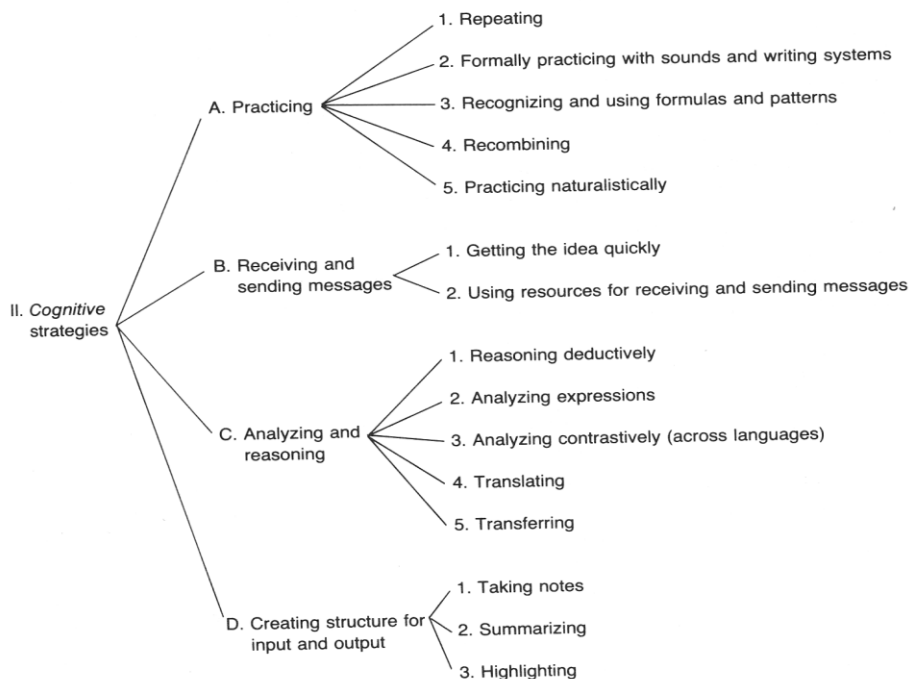 II. Cognitive
strategies
A. Practicing
1. Repeating
2. Formally practicing with sounds and writing systems
3. Recognizing and using formulas and patterns
4. Recombining
5. Practicing naturalistically
B. Receiving and
sending messages
1. Getting the idea quickly
2. Using resources for receiving and sending messages
C. Analyzing and
reasoning
1. Reasoning deductively
2. Analyzing expressions
3. Analyzing contrastively (across languages)
4. Translating
5. Transferring
D. Creating structure for
input and output
1. Taking notes
2. Summarizing
3. Highlighting